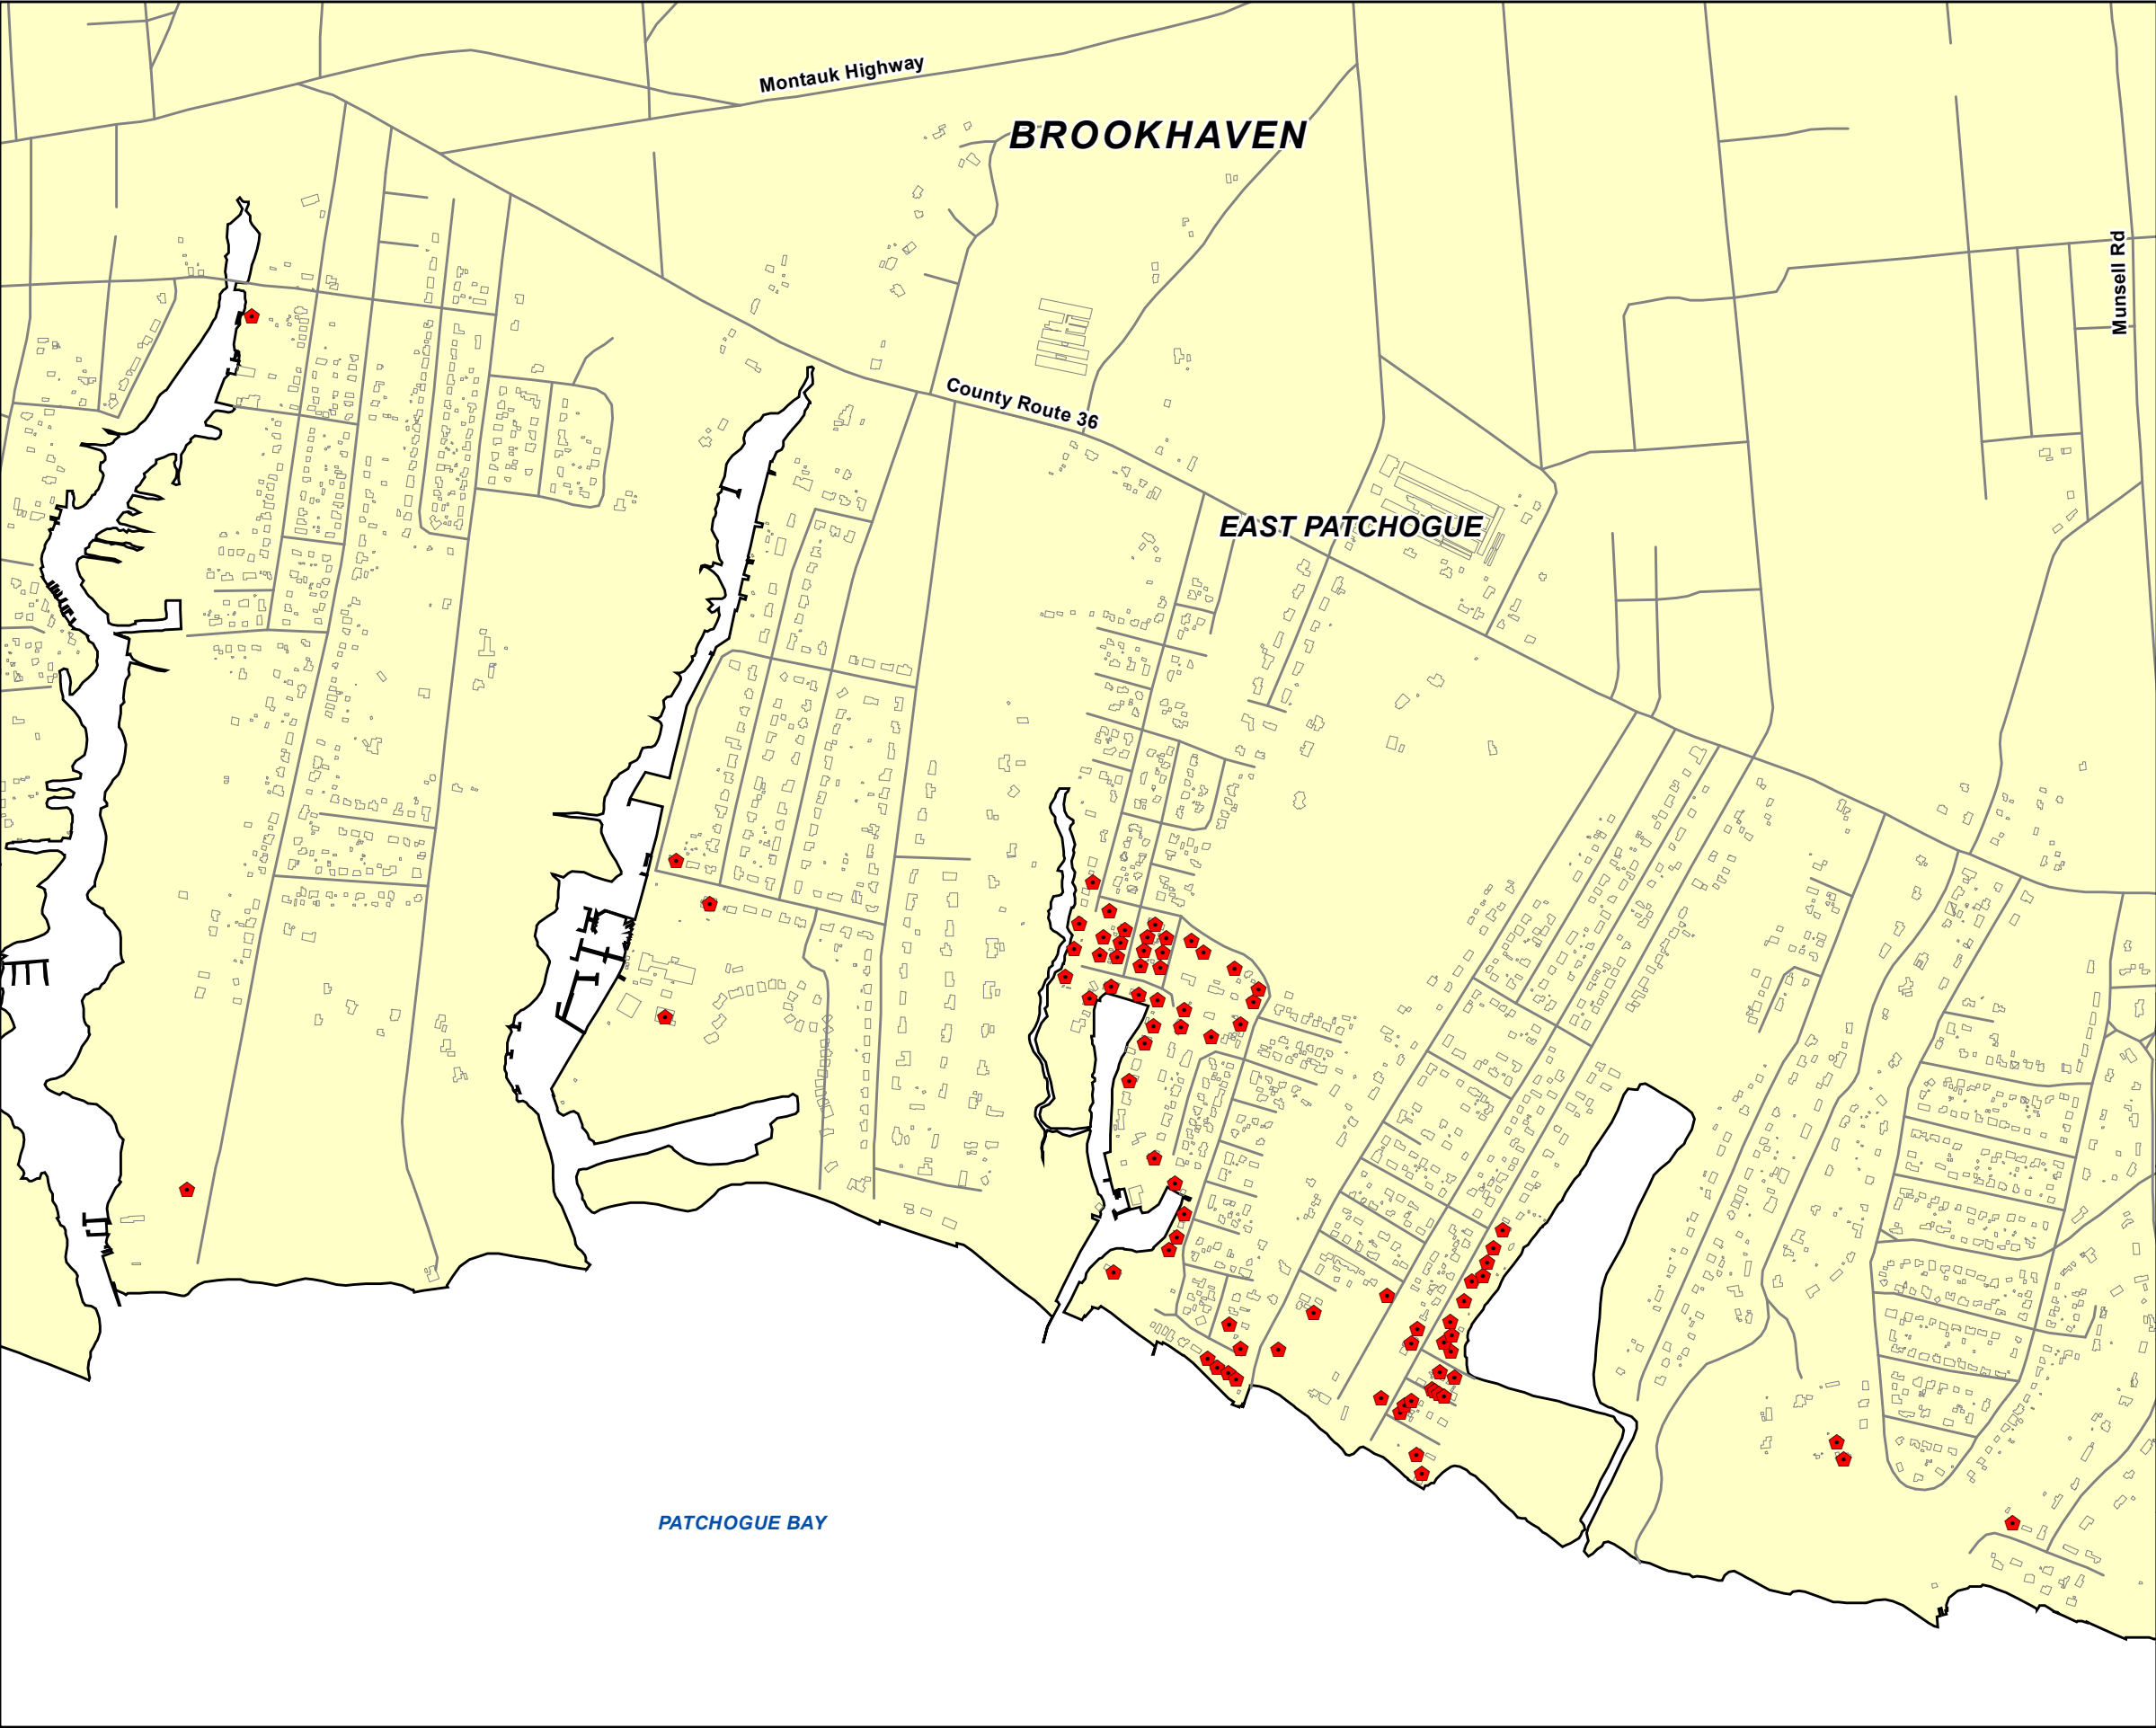 Montauk Highway
BROOKHAVEN
Munsell Rd
County Route 36
EAST PATCHOGUE
PATCHOGUE BAY